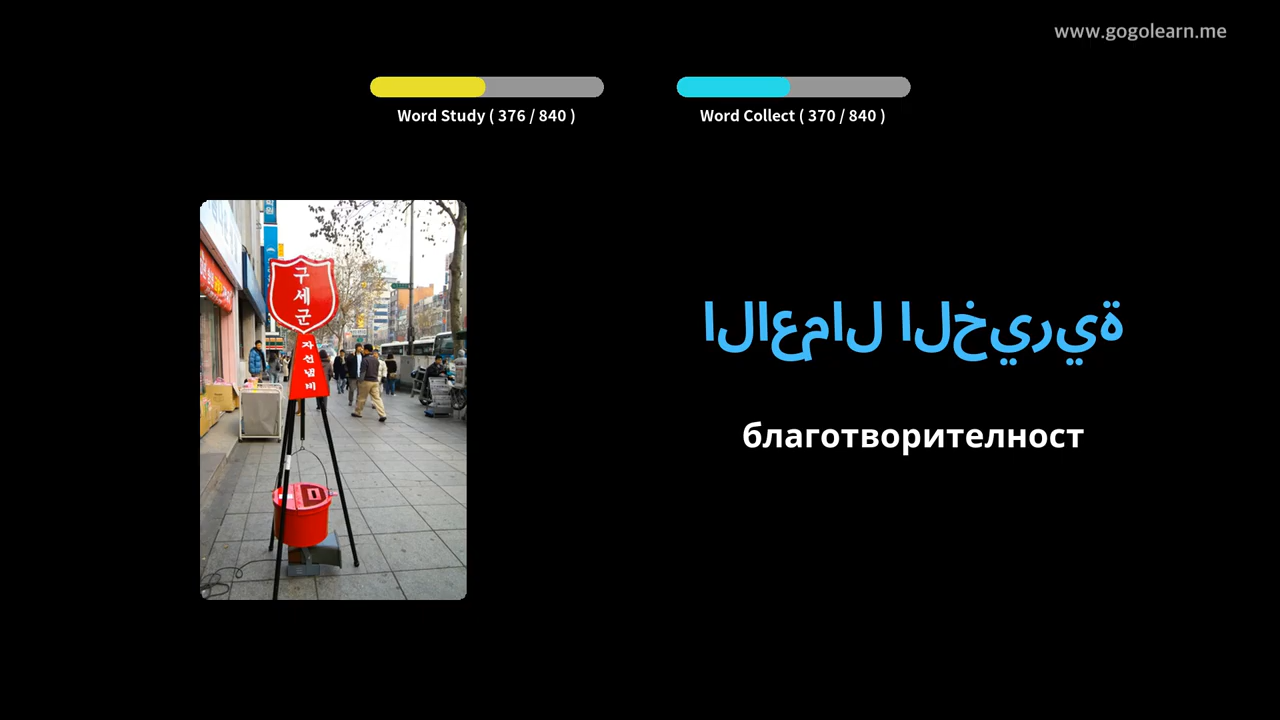 www.gogolearn.me
Word Study ( 376 / 840 )
Word Collect ( 370 / 840 )
구세군
자선냄비
الاعمال الخيرية
благотворителност